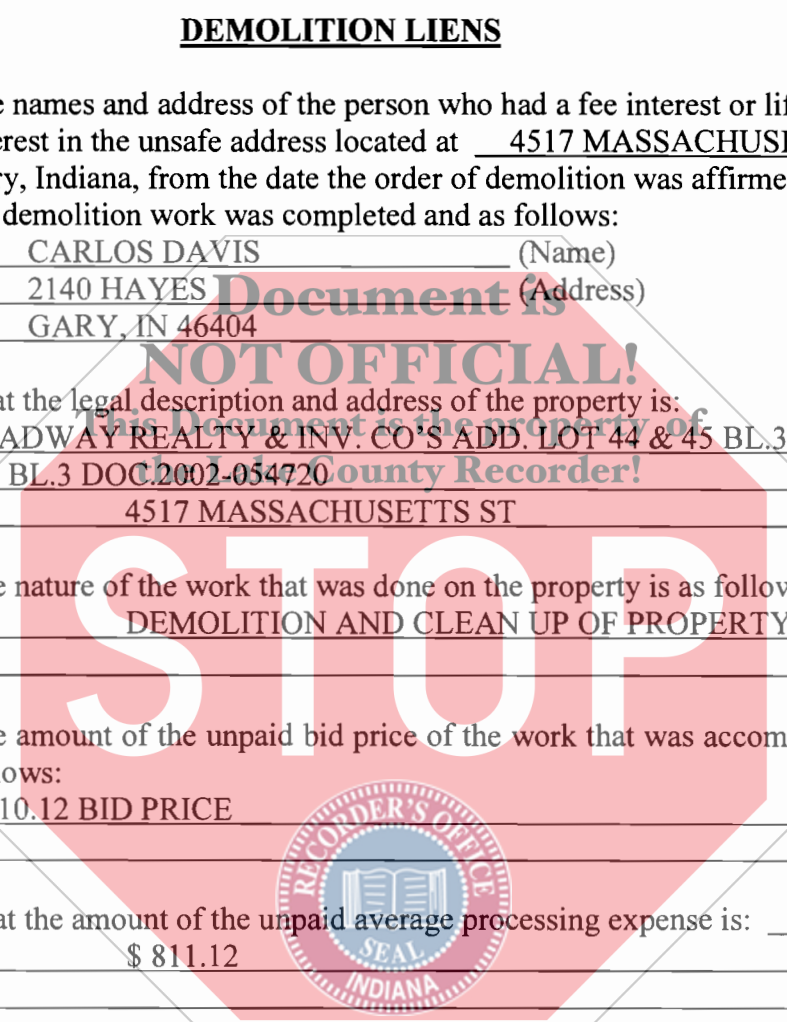 DEMOLITION LIENS
e names and address of the person who had a fee interest or lif
erest in the unsafe address located at 4517 MASSACHUSE
ry, Indiana, from the date the order of demolition was affirme
demolition work was completed and as follows:
CARLOS DAVIS (Name)
2140 HAYES (Address)
GARY, IN 46404
Document is
NOT OFFICIAL!
This Document is the property of
the Lake County Recorder!
at the legal description and address of the property is:
ADWAY REALTY & INV. CO'S ADD. LOT 44 & 45 BL.3
BL.3 DOC.2002-054720
4517 MASSACHUSETTS ST
STOP
e nature of the work that was done on the property is as follow
DEMOLITION AND CLEAN UP OF PROPERTY
e amount of the unpaid bid price of the work that was accom
lows:
10.12 BID PRICE
RECORDER'S OFFICE
SEAL
INDIANA
at the amount of the unpaid average processing expense is:
$ 811.12